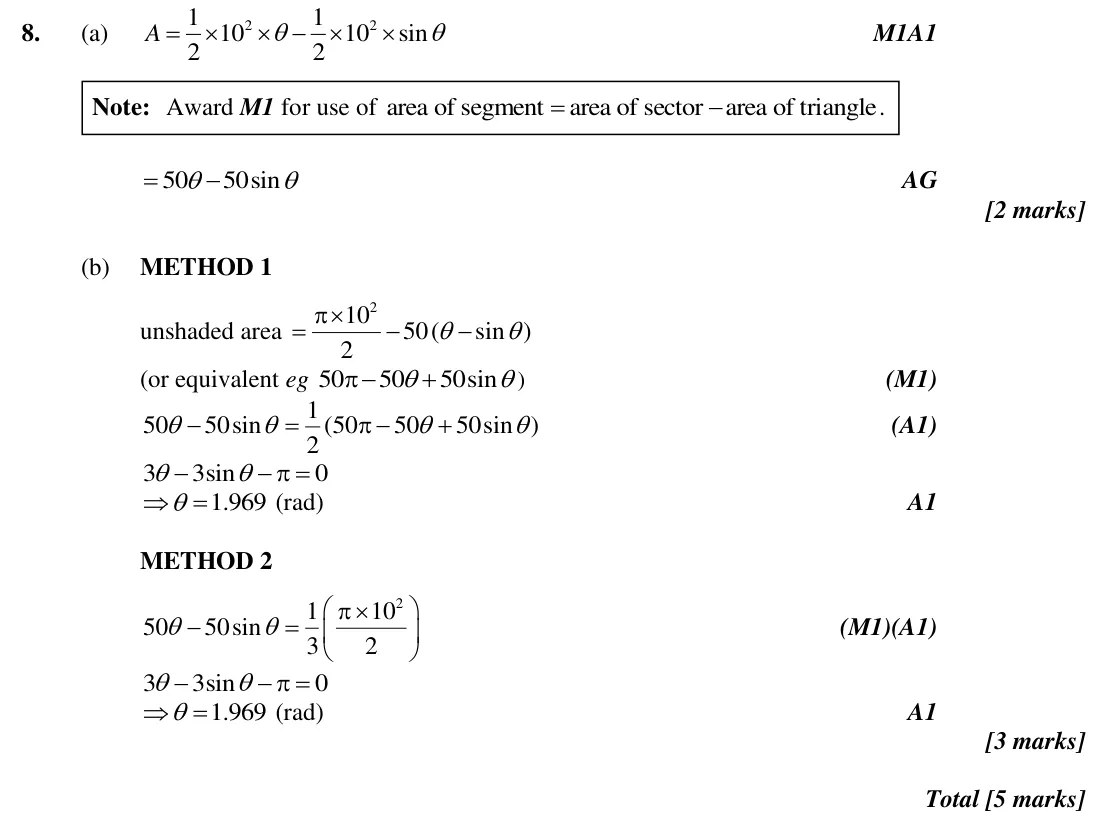 8. (a) A = 1/2 × 10² × θ − 1/2 × 10² × sin θ M1A1
Note: Award M1 for use of area of segment = area of sector − area of triangle.
= 50θ − 50 sin θ AG
[2 marks]
(b) METHOD 1
unshaded area = (π × 10²)/2 − 50(θ − sin θ)
(or equivalent eg 50π − 50θ + 50 sin θ) (M1)
50θ − 50 sin θ = 1/2 (50π − 50θ + 50 sin θ) (A1)
3θ − 3 sin θ − π = 0
⇒ θ = 1.969 (rad) A1
METHOD 2
50θ − 50 sin θ = 1/3 ((π × 10²)/2) (M1)(A1)
3θ − 3 sin θ − π = 0
⇒ θ = 1.969 (rad) A1
[3 marks]
Total [5 marks]